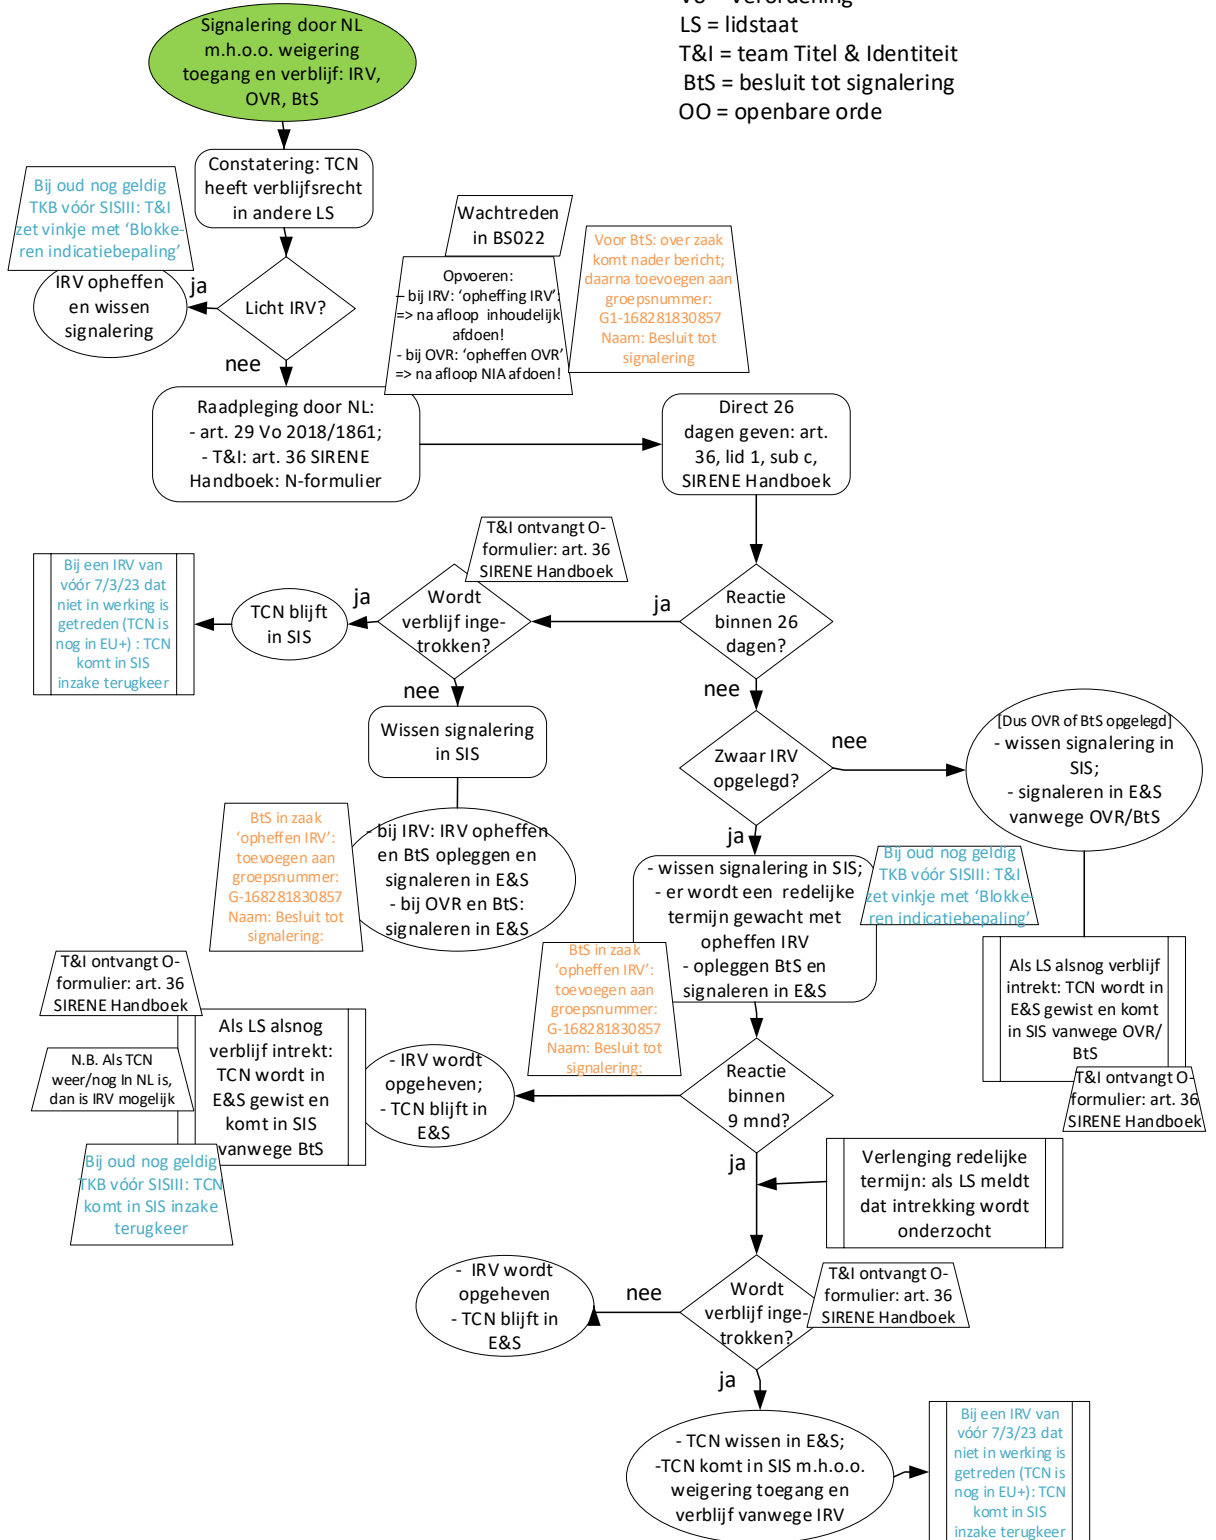 Vo = Verordening
LS = lidstaat
T&I = team Titel & Identiteit
BtS = besluit tot signalering
OO = openbare orde
Signalering door NL
m.h.o.o. weigering
toegang en verblijf: IRV,
OVR, BtS
Constatering: TCN
heeft verblijfsrecht
in andere LS
Bij oud nog geldig
TKB vóór SISIII: T&I
zet vinkje met ‘Blokke-
ren indicatiebepaling’
IRV opheffen
en wissen
signalering
ja
Licht IRV?
nee
Wachtreden
in BS022
Opvoeren:
– bij IRV: ‘opheffing IRV’:
=> na afloop inhoudelijk
afdoen!
- bij OVR: ‘opheffen OVR’
=> na afloop NIA afdoen!
Voor BtS: over zaak
komt nader bericht;
daarna toevoegen aan
groepsnummer:
G1-168281830857
Naam: Besluit tot
signalering
Raadpleging door NL:
- art. 29 Vo 2018/1861;
- T&I: art. 36 SIRENE
Handboek: N-formulier
Direct 26
dagen geven: art.
36, lid 1, sub c,
SIRENE Handboek
T&I ontvangt O-
formulier: art. 36
SIRENE Handboek
Bij een IRV van
vóór 7/3/23 dat
niet in werking is
getreden (TCN is
nog in EU+) : TCN
komt in SIS
inzake terugkeer
TCN blijft
in SIS
ja
Wordt
verblijf inge-
trokken?
ja
Reactie
binnen 26
dagen?
nee
nee
Wissen signalering
in SIS
Zwaar IRV
opgelegd?
nee
[Dus OVR of BtS opgelegd]
- wissen signalering in
SIS;
- signaleren in E&S
vanwege OVR/BtS
BtS in zaak
‘opheffen IRV’:
toevoegen aan
groepsnummer:
G-168281830857
Naam: Besluit tot
signalering:
- bij IRV: IRV opheffen
en BtS opleggen en
signaleren in E&S
- bij OVR en BtS:
signaleren in E&S
ja
- wissen signalering in SIS;
- er wordt een redelijke
termijn gewacht met
opheffen IRV
- opleggen BtS en
signaleren in E&S
Bij oud nog geldig
TKB vóór SISIII: T&I
zet vinkje met ‘Blokke-
ren indicatiebepaling’
BtS in zaak
‘opheffen IRV’:
toevoegen aan
groepsnummer:
G-168281830857
Naam: Besluit tot
signalering:
Als LS alsnog verblijf
intrekt: TCN wordt in
E&S gewist en komt
in SIS vanwege OVR/
BtS
T&I ontvangt O-
formulier: art. 36
SIRENE Handboek
T&I ontvangt O-
formulier: art. 36
SIRENE Handboek
N.B. Als TCN
weer/nog In NL is,
dan is IRV mogelijk
Als LS alsnog
verblijf intrekt:
TCN wordt in
E&S gewist en
komt in SIS
vanwege BtS
Bij oud nog geldig
TKB vóór SISIII: TCN
komt in SIS inzake
terugkeer
- IRV wordt
opgeheven;
- TCN blijft in
E&S
Reactie
binnen
9 mnd?
ja
Verlenging redelijke
termijn: als LS meldt
dat intrekking wordt
onderzocht
- IRV wordt
opgeheven
- TCN blijft in
E&S
nee
Wordt
verblijf inge-
trokken?
T&I ontvangt O-
formulier: art. 36
SIRENE Handboek
ja
- TCN wissen in E&S;
-TCN komt in SIS m.h.o.o.
weigering toegang en
verblijf vanwege IRV
Bij een IRV van
vóór 7/3/23 dat
niet in werking is
getreden (TCN is
nog in EU+): TCN
komt in SIS
inzake terugkeer